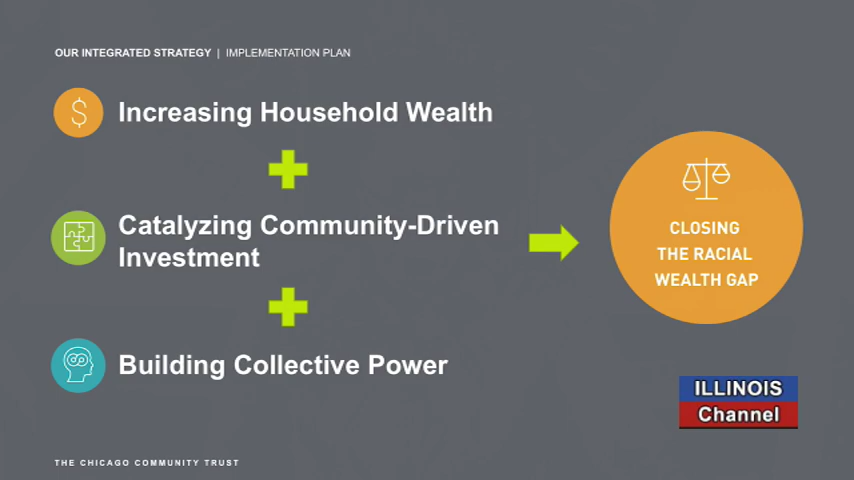 OUR INTEGRATED STRATEGY | IMPLEMENTATION PLAN
$ Increasing Household Wealth
Catalyzing Community-Driven
Investment
Building Collective Power
CLOSING
THE RACIAL
WEALTH GAP
ILLINOIS
Channel
THE CHICAGO COMMUNITY TRUST